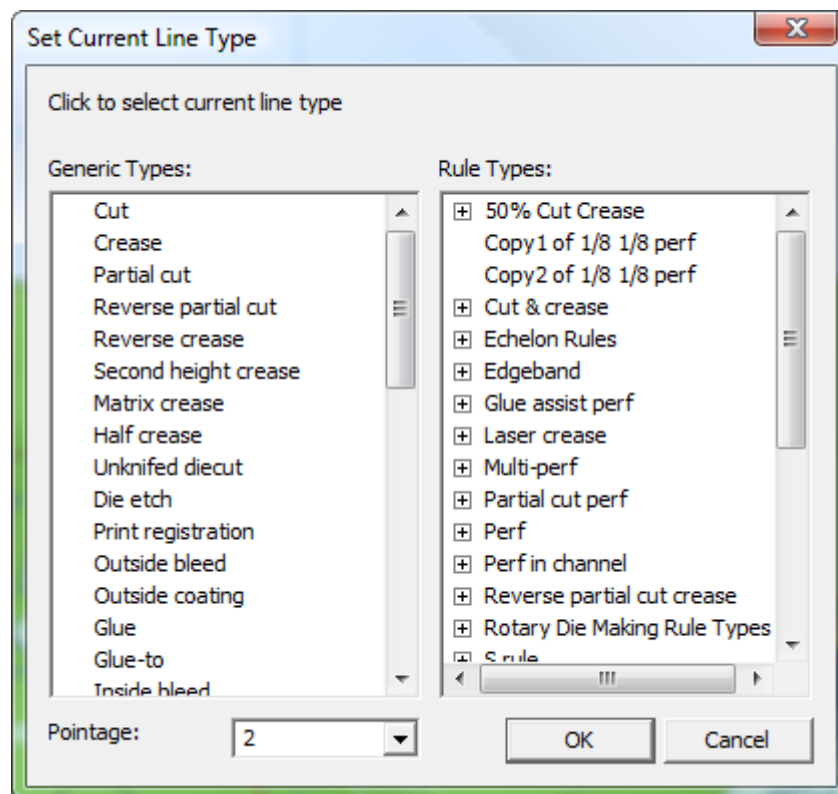 Set Current Line Type
Click to select current line type
Generic Types:
Cut
Crease
Partial cut
Reverse partial cut
Reverse crease
Second height crease
Matrix crease
Half crease
Unknifed diecut
Die etch
Print registration
Outside bleed
Outside coating
Glue
Glue-to
Inside bleed
Rule Types:
50% Cut Crease
Copy1 of 1/8 1/8 perf
Copy2 of 1/8 1/8 perf
Cut & crease
Echelon Rules
Edgeband
Glue assist perf
Laser crease
Multi-perf
Partial cut perf
Perf
Perf in channel
Reverse partial cut crease
Rotary Die Making Rule Types
S rule
Pointage:
2
OK
Cancel